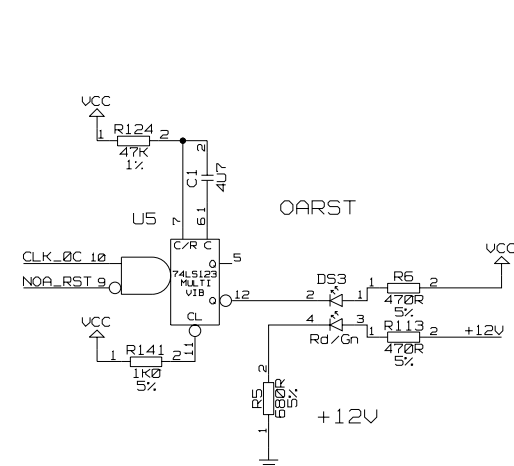 VCC
1 R124 2
47K
1%
2
C1
4U7
U5
7
6
1
OARST
CLK_0C 10
C/R C
Q 5
NOA_RST 9
74LS123
MULTI
VIB
Q 12
CL
11
VCC
1 R141 2
1K0
5%
DS3
2 1
4 3
Rd/Gn
VCC
1 R6 2
470R
5%
1 R113 2
470R
5%
+12V
2
R5
680R
5%
1
+12V